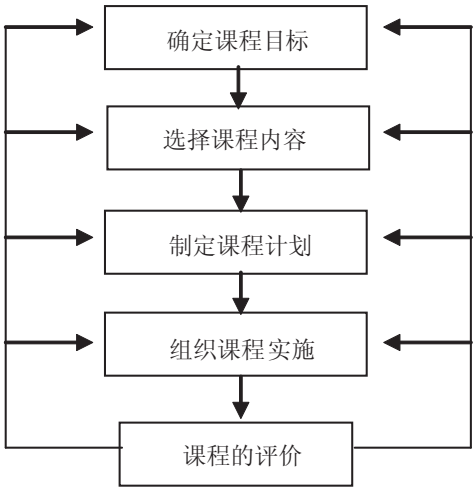 确定课程目标
选择课程内容
制定课程计划
组织课程实施
课程的评价